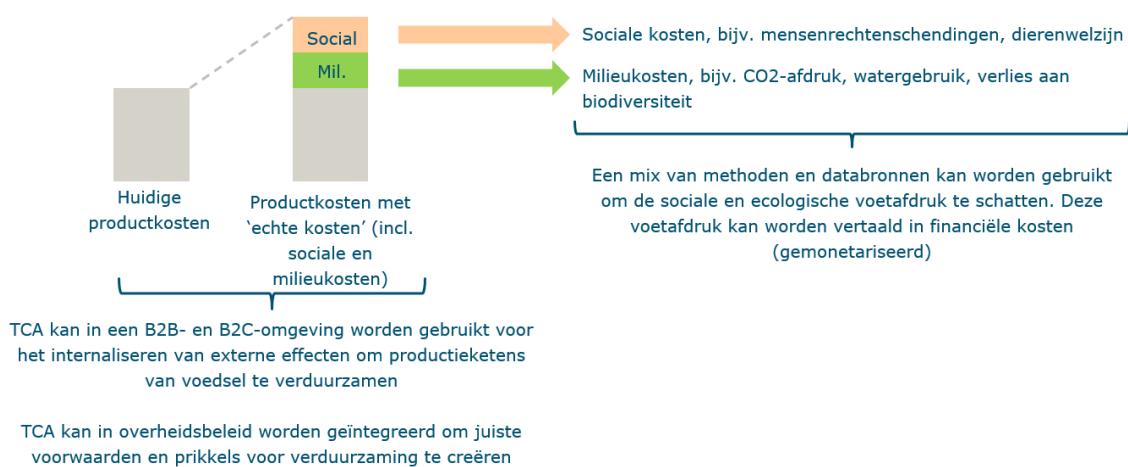 Social
Mil.
Sociale kosten, bijv. mensenrechtenschendingen, dierenwelzijn
Milieukosten, bijv. CO2-afdruk, watergebruik, verlies aan
biodiversiteit
Huidige
productkosten
Productkosten met
‘echte kosten’ (incl.
sociale en
milieukosten)
Een mix van methoden en databronnen kan worden gebruikt
om de sociale en ecologische voetafdruk te schatten. Deze
voetafdruk kan worden vertaald in financiële kosten
(gemonetariseerd)
TCA kan in een B2B- en B2C-omgeving worden gebruikt voor
het internaliseren van externe effecten om productieketens
van voedsel te verduurzamen
TCA kan in overheidsbeleid worden geïntegreerd om juiste
voorwaarden en prikkels voor verduurzaming te creëren